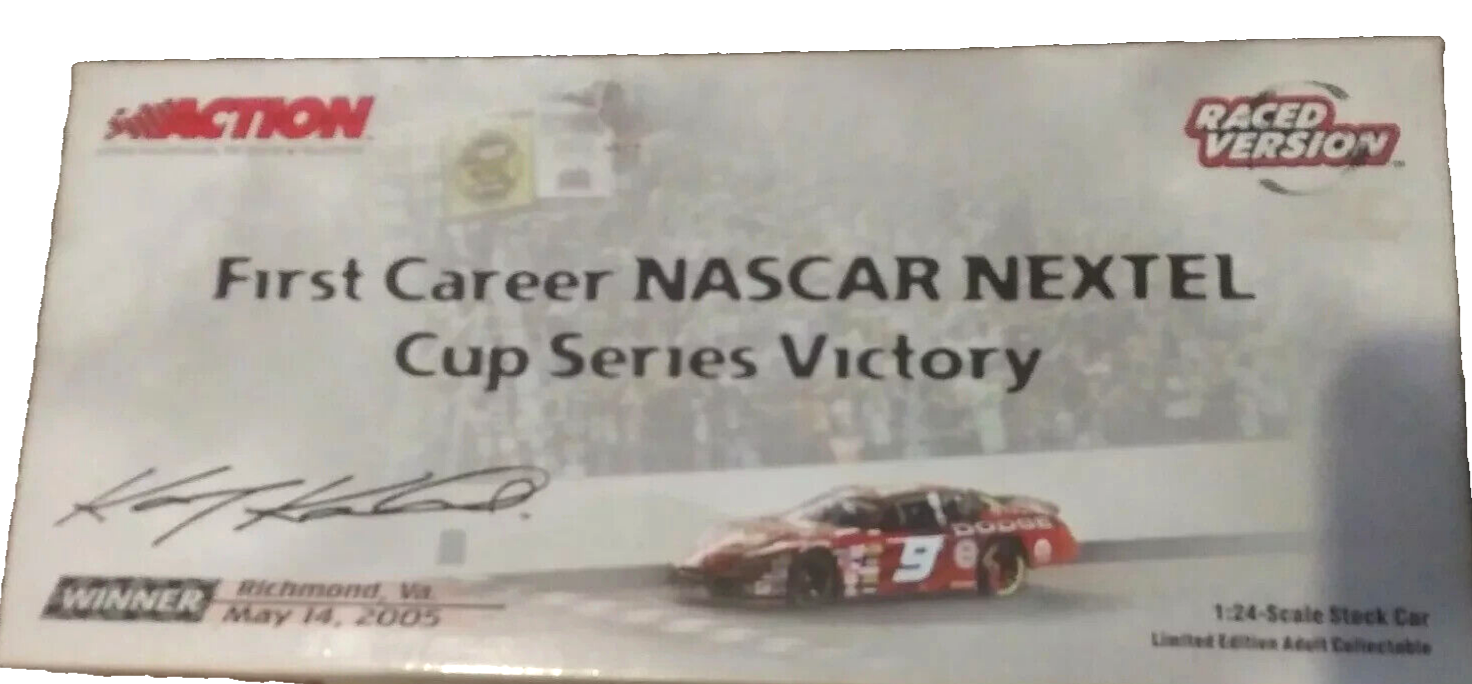 ACTION
RACED
VERSION
First Career NASCAR NEXTEL
Cup Series Victory
DODGE
9
WINNER
Richmond, Va.
May 14, 2005
1:24-Scale Stock Car
Limited Edition Adult Collectable